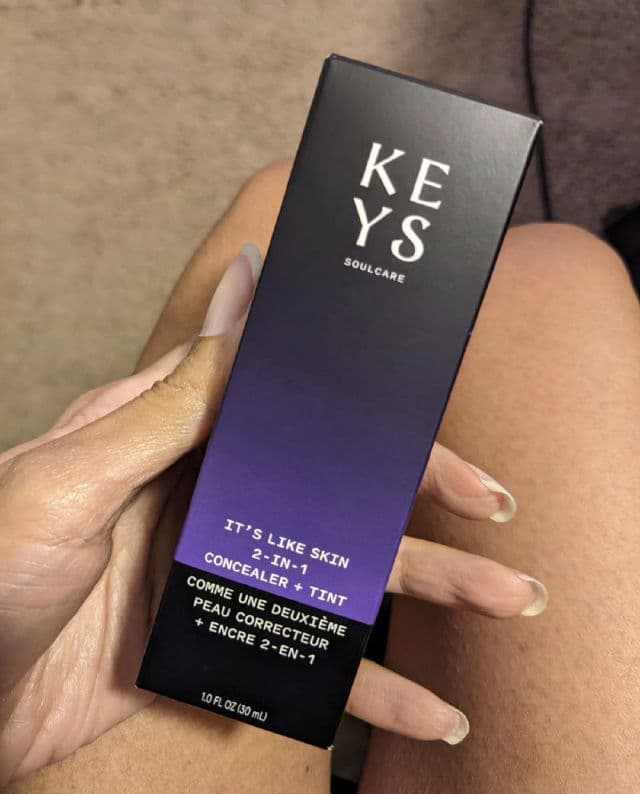 KE
YS
SOULCARE
IT'S LIKE SKIN
2-IN-1
CONCEALER + TINT
COMME UNE DEUXIÈME
PEAU CORRECTEUR
+ ENCRE 2-EN-1
1.0 FL OZ (30 mL)